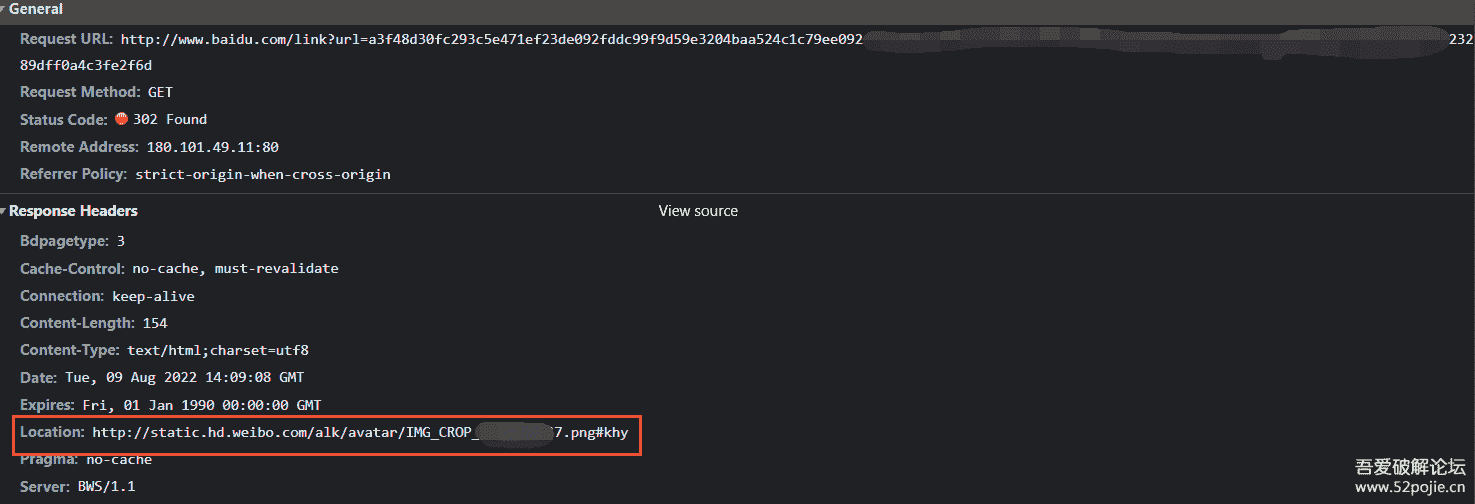 General
Request URL: http://www.baidu.com/link?url=a3f48d30fc293c5e471ef23de092fddc99f9d59e3204baa524c1c79ee092 232
89dff0a4c3fe2f6d
Request Method: GET
Status Code: 302 Found
Remote Address: 180.101.49.11:80
Referrer Policy: strict-origin-when-cross-origin
Response Headers View source
Bdpagetype: 3
Cache-Control: no-cache, must-revalidate
Connection: keep-alive
Content-Length: 154
Content-Type: text/html;charset=utf8
Date: Tue, 09 Aug 2022 14:09:08 GMT
Expires: Fri, 01 Jan 1990 00:00:00 GMT
Location: http://static.hd.weibo.com/alk/avatar/IMG_CROP_ 7.png#khy
Pragma: no-cache
Server: BWS/1.1
吾爱破解论坛
www.52pojie.cn